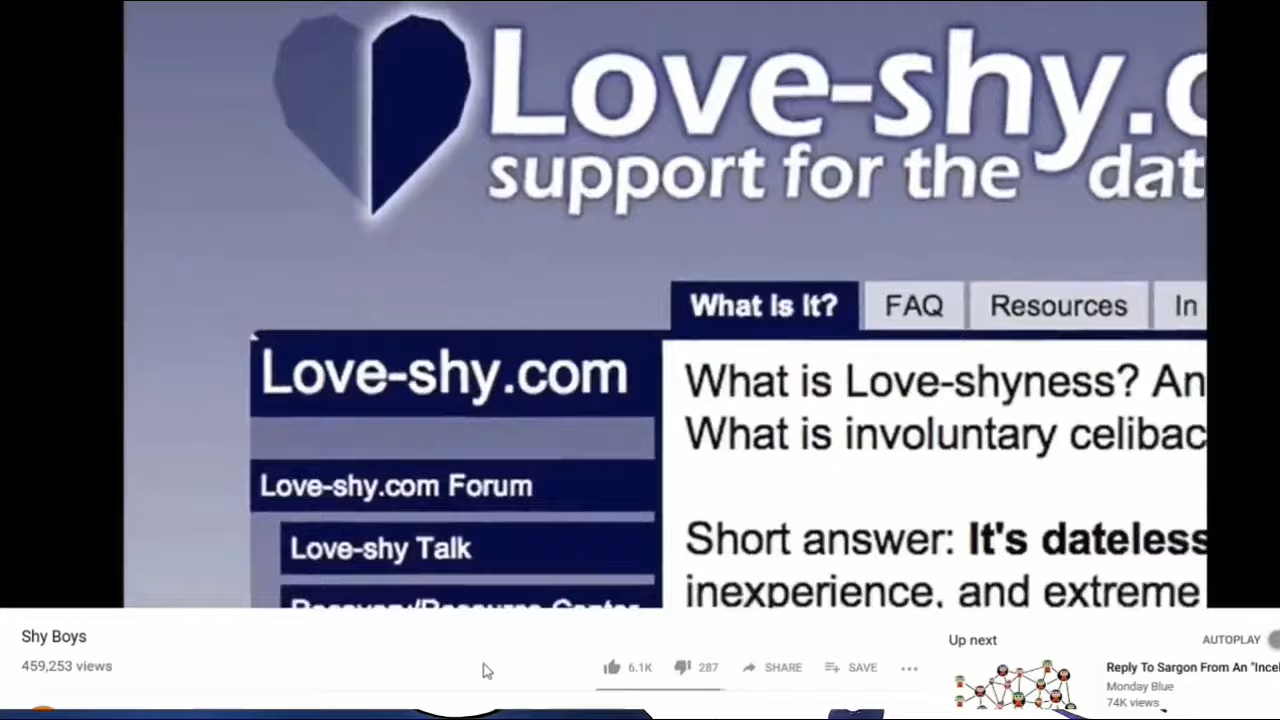 Love-shy.c
support for the dat
What Is It?
FAQ
Resources
In
Love-shy.com
What is Love-shyness? An
What is involuntary celibac
Love-shy.com Forum
Love-shy Talk
Short answer: It's dateless
Recovery/Resource Center
inexperience, and extreme
Shy Boys
459,253 views
6.1K
287
SHARE
SAVE
Up next
AUTOPLAY
Reply To Sargon From An "Incel
Monday Blue
74K views